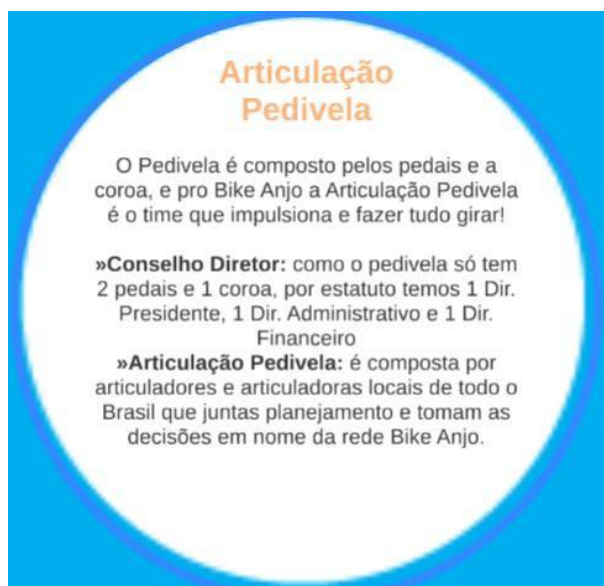 Articulação
Pedivela
O Pedivela é composto pelos pedais e a
coroa, e pro Bike Anjo a Articulação Pedivela
é o time que impulsiona e fazer tudo girar!
»Conselho Diretor: como o pedivela só tem
2 pedais e 1 coroa, por estatuto temos 1 Dir.
Presidente, 1 Dir. Administrativo e 1 Dir.
Financeiro
»Articulação Pedivela: é composta por
articuladores e articuladoras locais de todo o
Brasil que juntas planejamento e tomam as
decisões em nome da rede Bike Anjo.